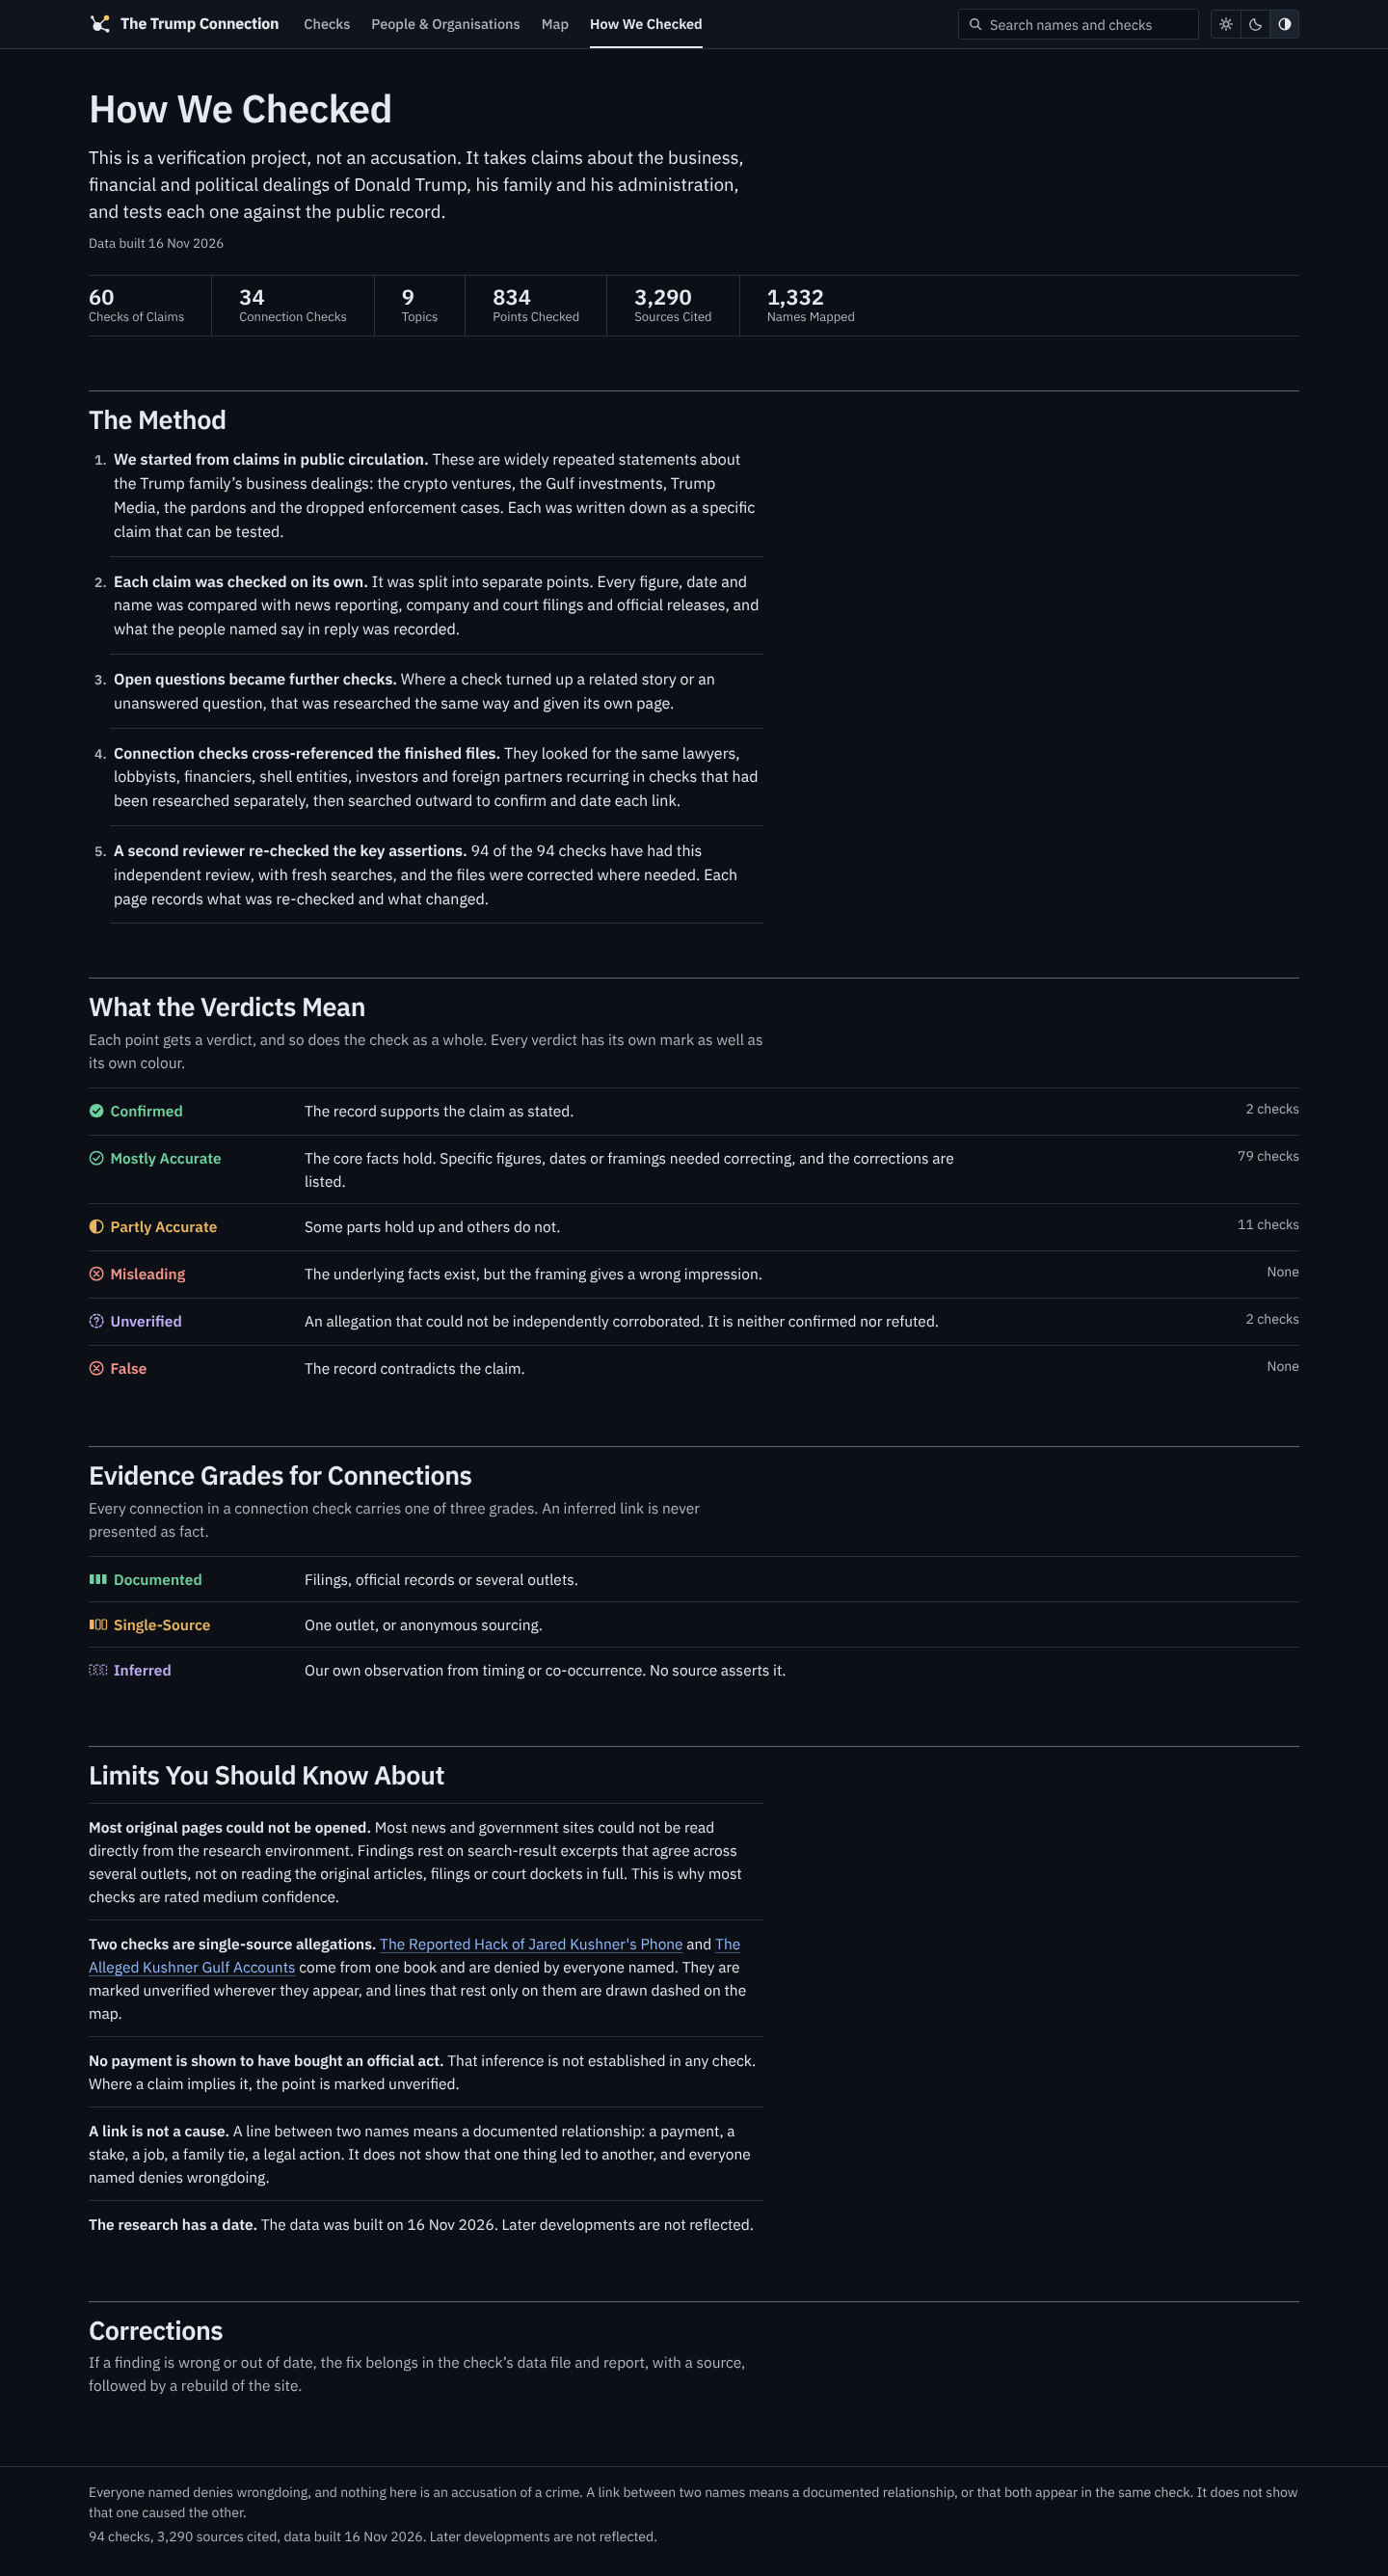 The Trump Connection
Checks
People & Organisations
Map
How We Checked
Search names and checks
How We Checked
This is a verification project, not an accusation. It takes claims about the business,
financial and political dealings of Donald Trump, his family and his administration,
and tests each one against the public record.
Data built 16 Nov 2026
60
Checks of Claims
34
Connection Checks
9
Topics
834
Points Checked
3,290
Sources Cited
1,332
Names Mapped
The Method
1. We started from claims in public circulation. These are widely repeated statements about
the Trump family’s business dealings: the crypto ventures, the Gulf investments, Trump
Media, the pardons and the dropped enforcement cases. Each was written down as a specific
claim that can be tested.
2. Each claim was checked on its own. It was split into separate points. Every figure, date and
name was compared with news reporting, company and court filings and official releases, and
what the people named say in reply was recorded.
3. Open questions became further checks. Where a check turned up a related story or an
unanswered question, that was researched the same way and given its own page.
4. Connection checks cross-referenced the finished files. They looked for the same lawyers,
lobbyists, financiers, shell entities, investors and foreign partners recurring in checks that had
been researched separately, then searched outward to confirm and date each link.
5. A second reviewer re-checked the key assertions. 94 of the 94 checks have had this
independent review, with fresh searches, and the files were corrected where needed. Each
page records what was re-checked and what changed.
What the Verdicts Mean
Each point gets a verdict, and so does the check as a whole. Every verdict has its own mark as well as
its own colour.
Confirmed The record supports the claim as stated. 2 checks
Mostly Accurate The core facts hold. Specific figures, dates or framings needed correcting, and the corrections are 79 checks
listed.
Partly Accurate Some parts hold up and others do not. 11 checks
Misleading The underlying facts exist, but the framing gives a wrong impression. None
Unverified An allegation that could not be independently corroborated. It is neither confirmed nor refuted. 2 checks
False The record contradicts the claim. None
Evidence Grades for Connections
Every connection in a connection check carries one of three grades. An inferred link is never
presented as fact.
Documented Filings, official records or several outlets.
Single-Source One outlet, or anonymous sourcing.
Inferred Our own observation from timing or co-occurrence. No source asserts it.
Limits You Should Know About
Most original pages could not be opened. Most news and government sites could not be read
directly from the research environment. Findings rest on search-result excerpts that agree across
several outlets, not on reading the original articles, filings or court dockets in full. This is why most
checks are rated medium confidence.
Two checks are single-source allegations. The Reported Hack of Jared Kushner's Phone and The
Alleged Kushner Gulf Accounts come from one book and are denied by everyone named. They are
marked unverified wherever they appear, and lines that rest only on them are drawn dashed on the
map.
No payment is shown to have bought an official act. That inference is not established in any check.
Where a claim implies it, the point is marked unverified.
A link is not a cause. A line between two names means a documented relationship: a payment, a
stake, a job, a family tie, a legal action. It does not show that one thing led to another, and everyone
named denies wrongdoing.
The research has a date. The data was built on 16 Nov 2026. Later developments are not reflected.
Corrections
If a finding is wrong or out of date, the fix belongs in the check’s data file and report, with a source,
followed by a rebuild of the site.
Everyone named denies wrongdoing, and nothing here is an accusation of a crime. A link between two names means a documented relationship, or that both appear in the same check. It does not show
that one caused the other.
94 checks, 3,290 sources cited, data built 16 Nov 2026. Later developments are not reflected.